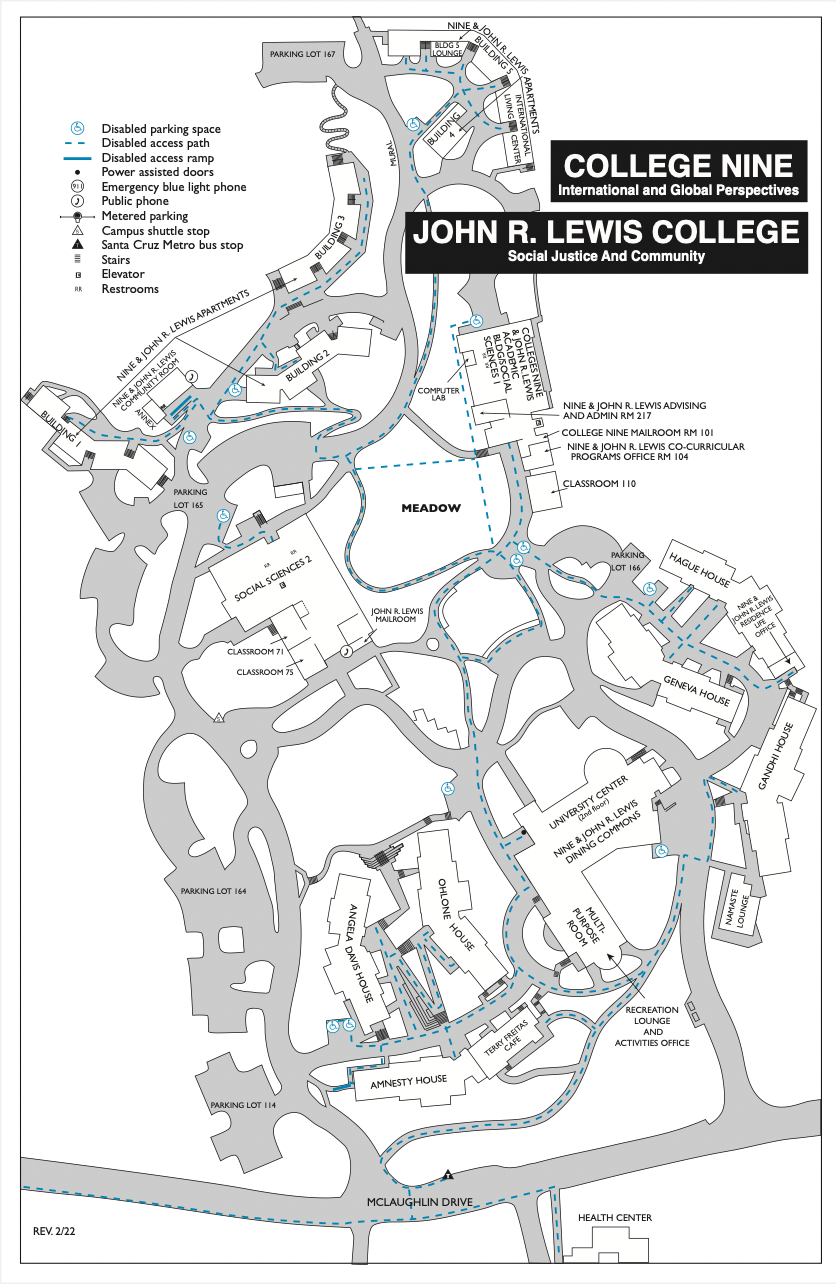 PARKING LOT 167
NINE & JOHN R. LEWIS APARTMENTS
BLDG 5
LOUNGE
BUILDING 5
BUILDING
4
INTERNATIONAL
LIVING CENTER
MURAL
COLLEGE NINE
International and Global Perspectives
JOHN R. LEWIS COLLEGE
Social Justice And Community
Disabled parking space
Disabled access path
Disabled access ramp
Power assisted doors
911
Emergency blue light phone
Public phone
Metered parking
Campus shuttle stop
Santa Cruz Metro bus stop
Stairs
Elevator
RR
Restrooms
BUILDING 3
NINE & JOHN R. LEWIS APARTMENTS
NINE & JOHN R. LEWIS
COMMUNITY ROOM
BUILDING 2
ANNEX
BUILDING 1
COLLEGES NINE
& JOHN R. LEWIS
ACADEMIC
BLDG/SOCIAL
SCIENCES 1
COMPUTER
LAB
NINE & JOHN R. LEWIS ADVISING
AND ADMIN RM 217
COLLEGE NINE MAILROOM RM 101
NINE & JOHN R. LEWIS CO-CURRICULAR
PROGRAMS OFFICE RM 104
CLASSROOM 110
MEADOW
PARKING
LOT 165
SOCIAL SCIENCES 2
RR
RR
JOHN R. LEWIS
MAILROOM
CLASSROOM 71
CLASSROOM 75
PARKING
LOT 166
HAGUE HOUSE
NINE &
JOHN R. LEWIS
RESIDENCE
LIFE
OFFICE
GENEVA HOUSE
GANDHI HOUSE
UNIVERSITY CENTER
(2nd floor)
NINE & JOHN R. LEWIS
DINING COMMONS
MULTI-
PURPOSE
ROOM
NAMASTE
LOUNGE
PARKING LOT 164
OHLONE HOUSE
ANGELA DAVIS HOUSE
RECREATION
LOUNGE
AND
ACTIVITIES OFFICE
TERRY FREITAS
CAFE
AMNESTY HOUSE
PARKING LOT 114
MCLAUGHLIN DRIVE
HEALTH CENTER
REV. 2/22